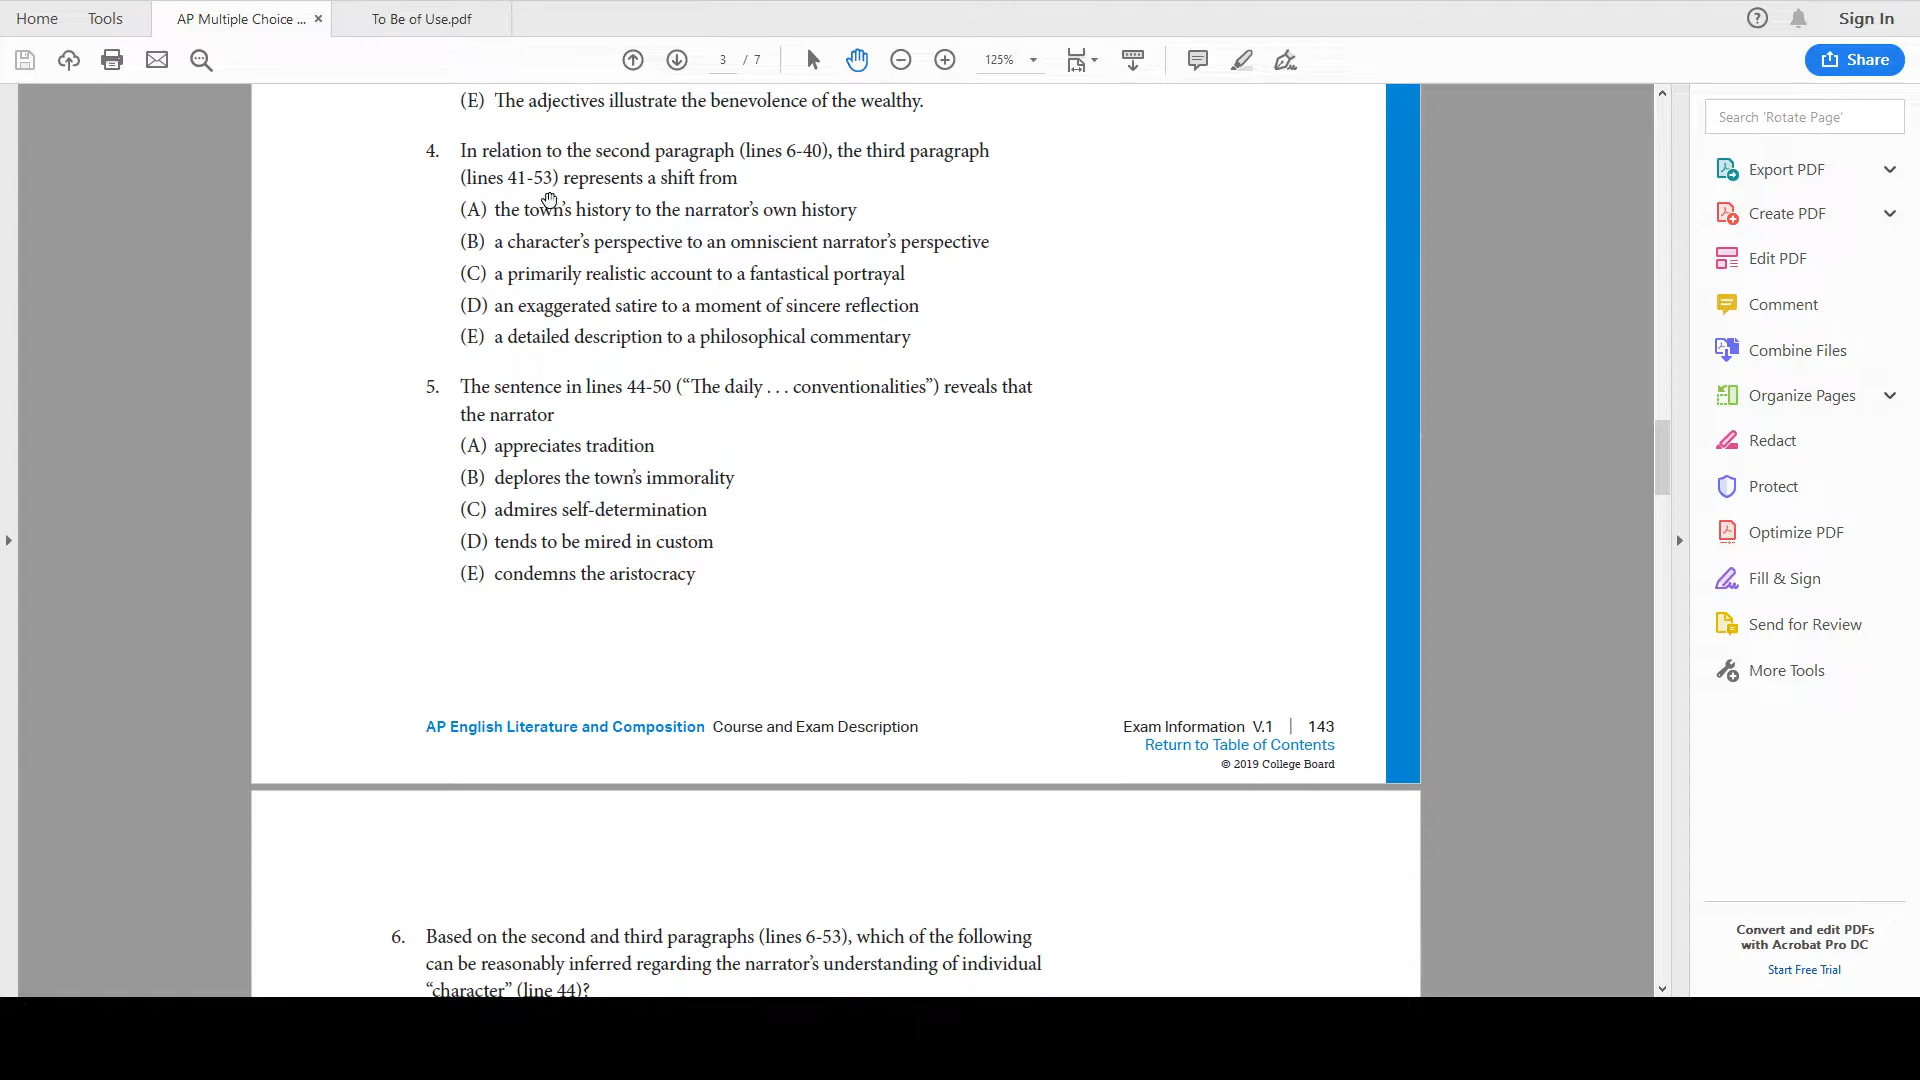 Home
Tools
AP Multiple Choice ...
To Be of Use.pdf
Sign In
3 / 7
125%
Share
(E) The adjectives illustrate the benevolence of the wealthy.
4. In relation to the second paragraph (lines 6-40), the third paragraph
(lines 41-53) represents a shift from
(A) the town’s history to the narrator’s own history
(B) a character’s perspective to an omniscient narrator’s perspective
(C) a primarily realistic account to a fantastical portrayal
(D) an exaggerated satire to a moment of sincere reflection
(E) a detailed description to a philosophical commentary
5. The sentence in lines 44-50 (“The daily . . . conventionalities”) reveals that
the narrator
(A) appreciates tradition
(B) deplores the town’s immorality
(C) admires self-determination
(D) tends to be mired in custom
(E) condemns the aristocracy
AP English Literature and Composition Course and Exam Description
Exam Information V.1 | 143
Return to Table of Contents
© 2019 College Board
6. Based on the second and third paragraphs (lines 6-53), which of the following
can be reasonably inferred regarding the narrator’s understanding of individual
“character” (line 44)?
Search 'Rotate Page'
Export PDF
Create PDF
Edit PDF
Comment
Combine Files
Organize Pages
Redact
Protect
Optimize PDF
Fill & Sign
Send for Review
More Tools
Convert and edit PDFs
with Acrobat Pro DC
Start Free Trial